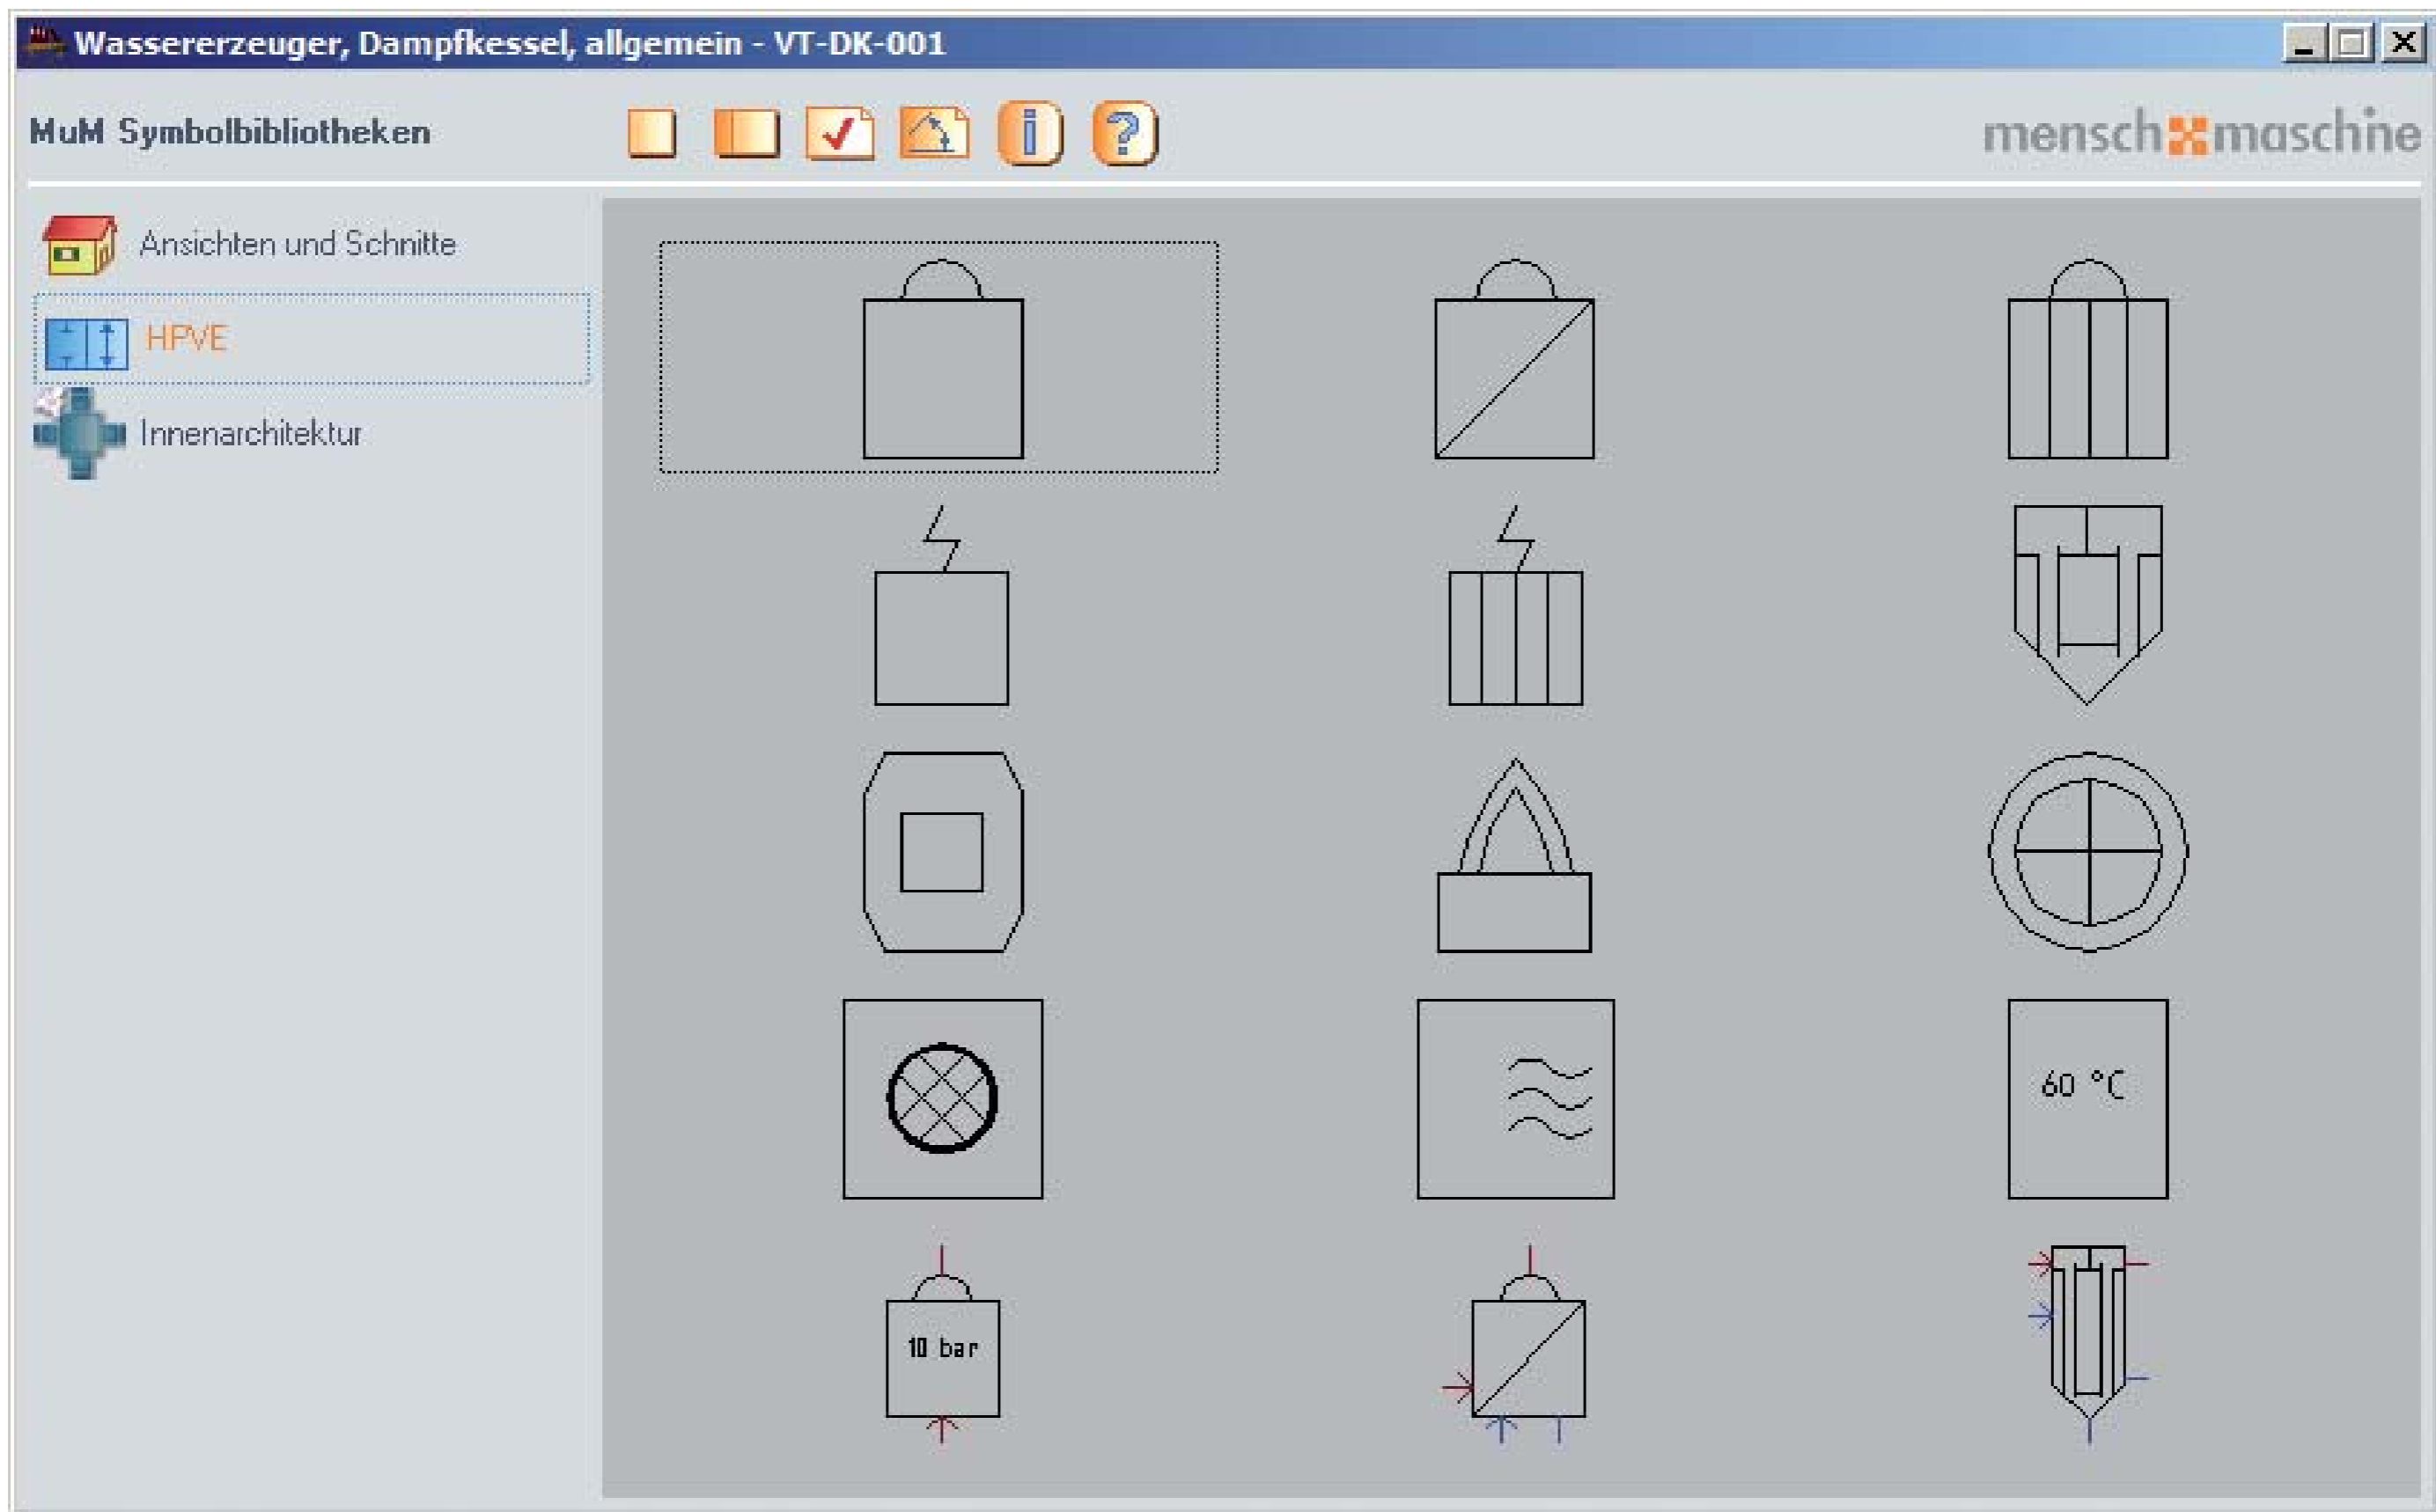 Wassererzeuger, Dampfkessel, allgemein - VT-DK-001
MuM Symbolbibliotheken
i ?
mensch maschine
Ansichten und Schnitte
HPVE
Innenarchitektur
60 °C
10 bar